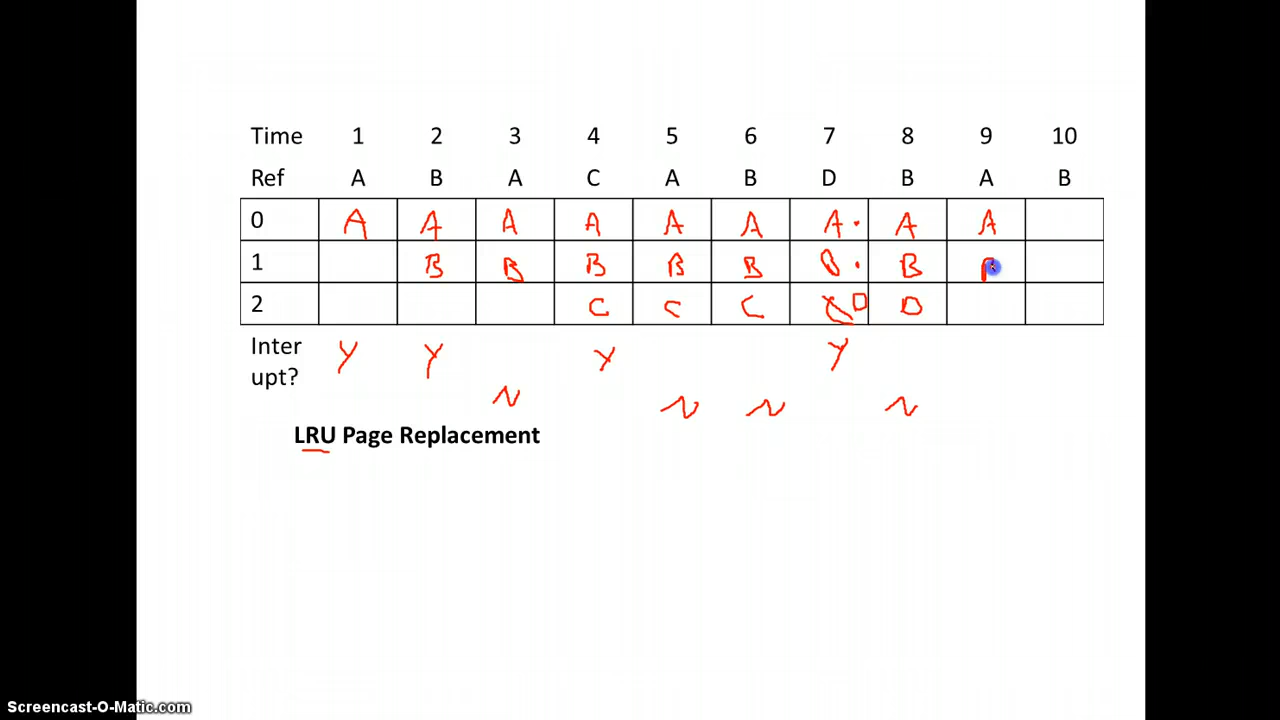 Time 1 2 3 4 5 6 7 8 9 10
Ref A B A C A B D B A B
0 A A A A A A A A A
1 B B B B B B B
2 C C C C D D
Inter Y Y Y Y
upt?
N N N N
LRU Page Replacement
Screencast-O-Matic.com